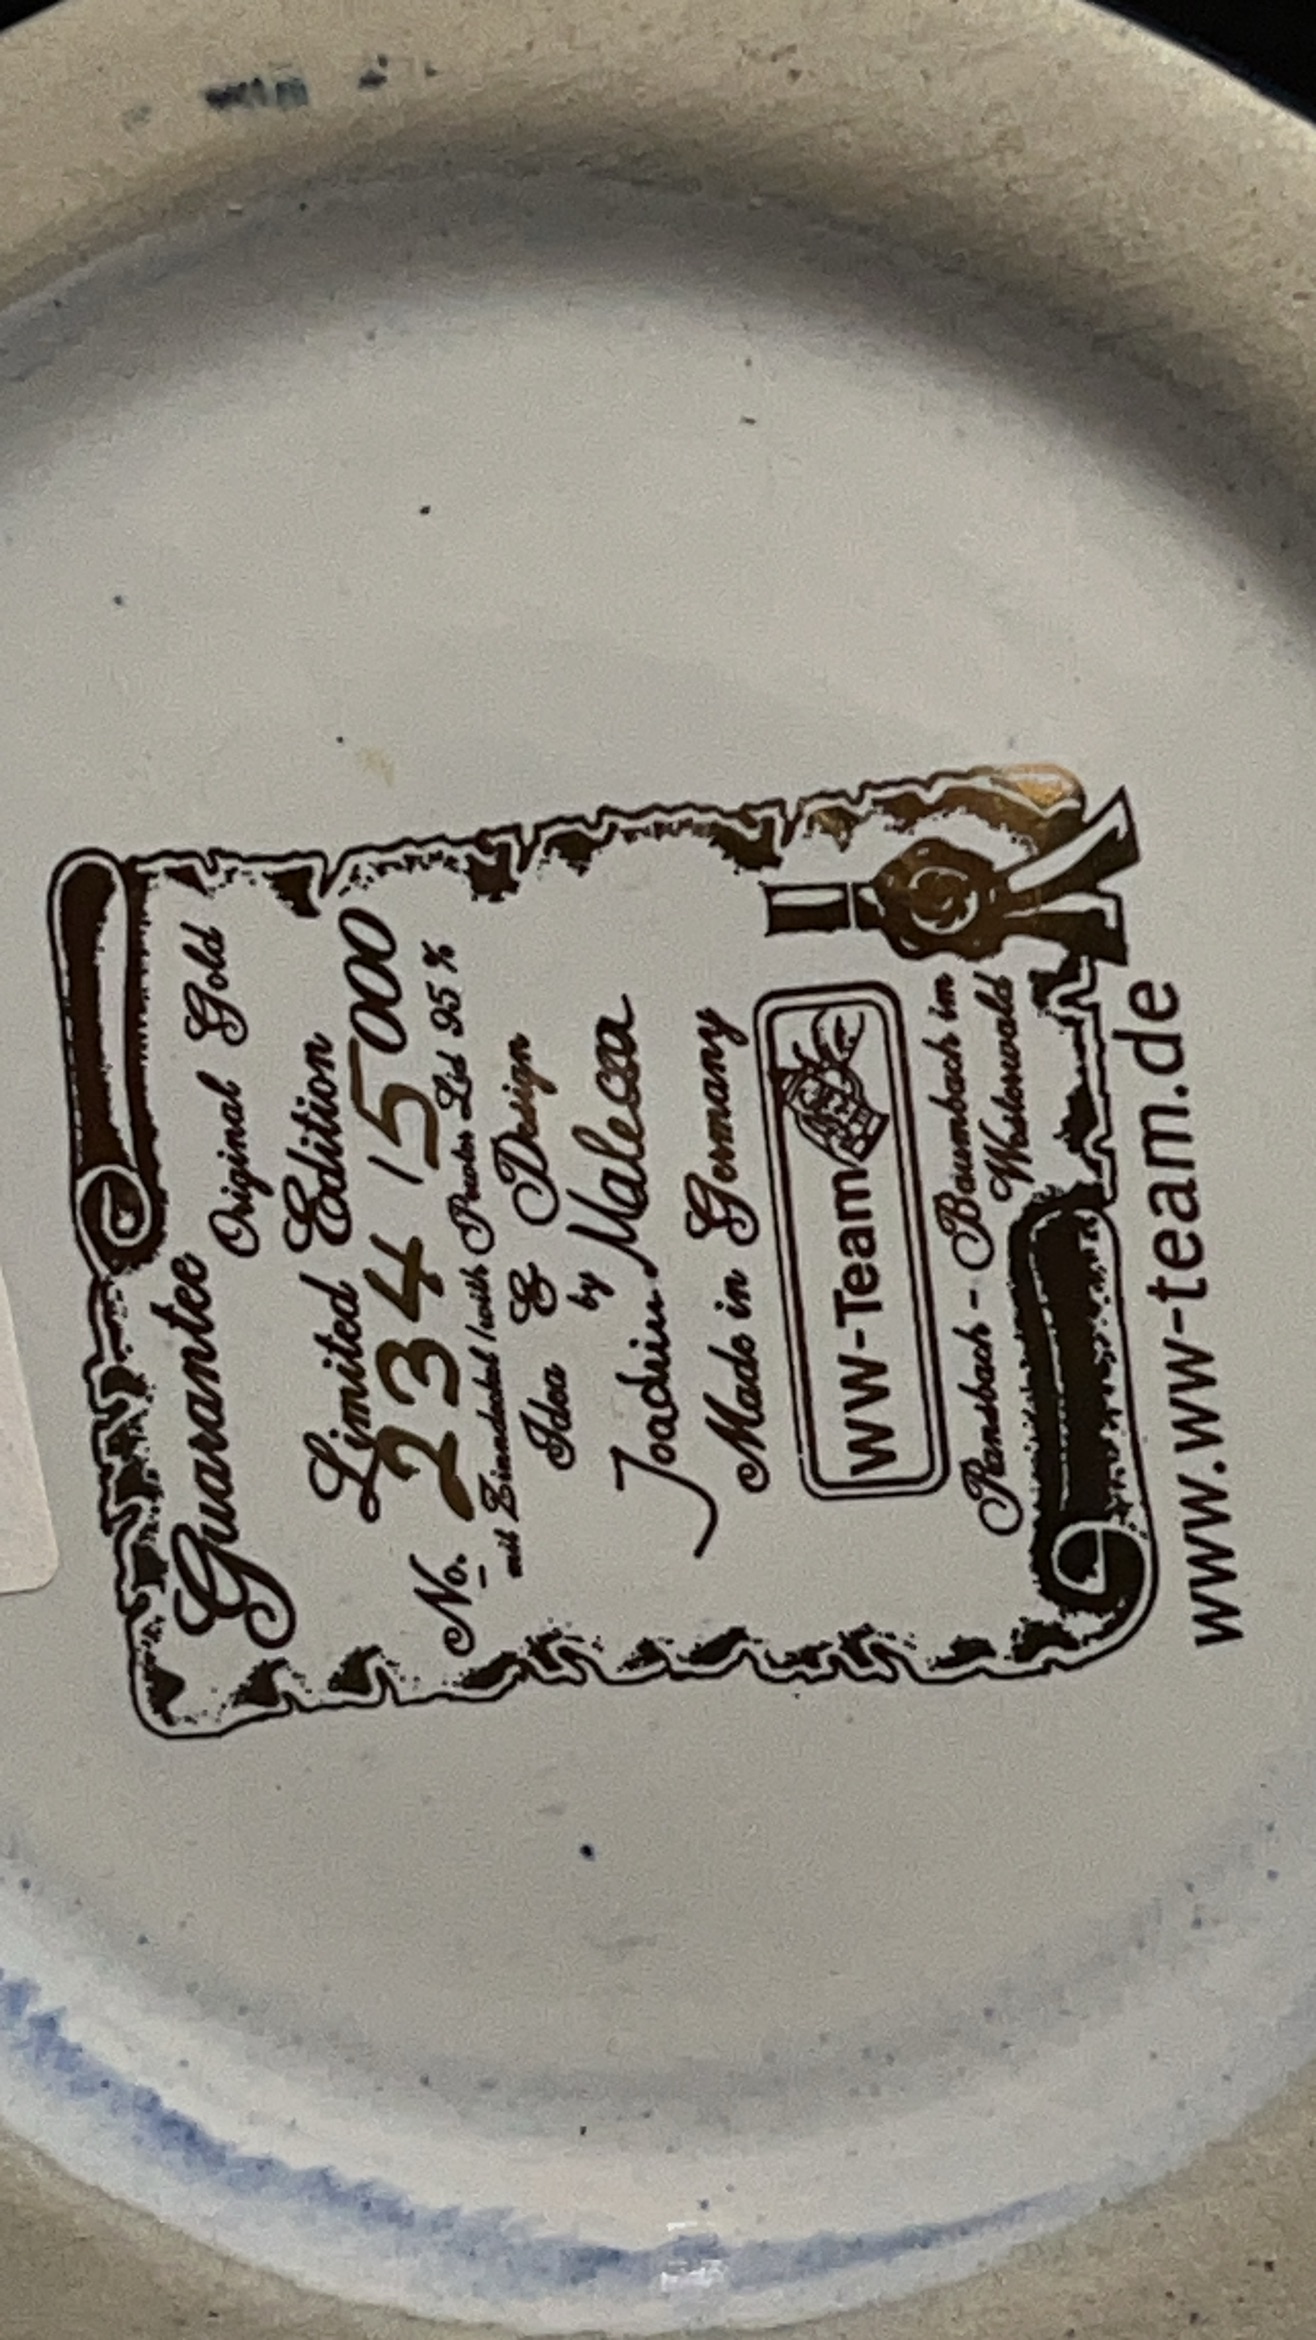 Guarantee
Original Gold
Limited Edition
No. 234 / 5000
mit Zinndeckel / with Pewter Lid 95 %
Idea & Design
by
Joachim Malecca
Made in Germany
WW-Team
Ransbach - Baumbach im
Westerwald
www.ww-team.de